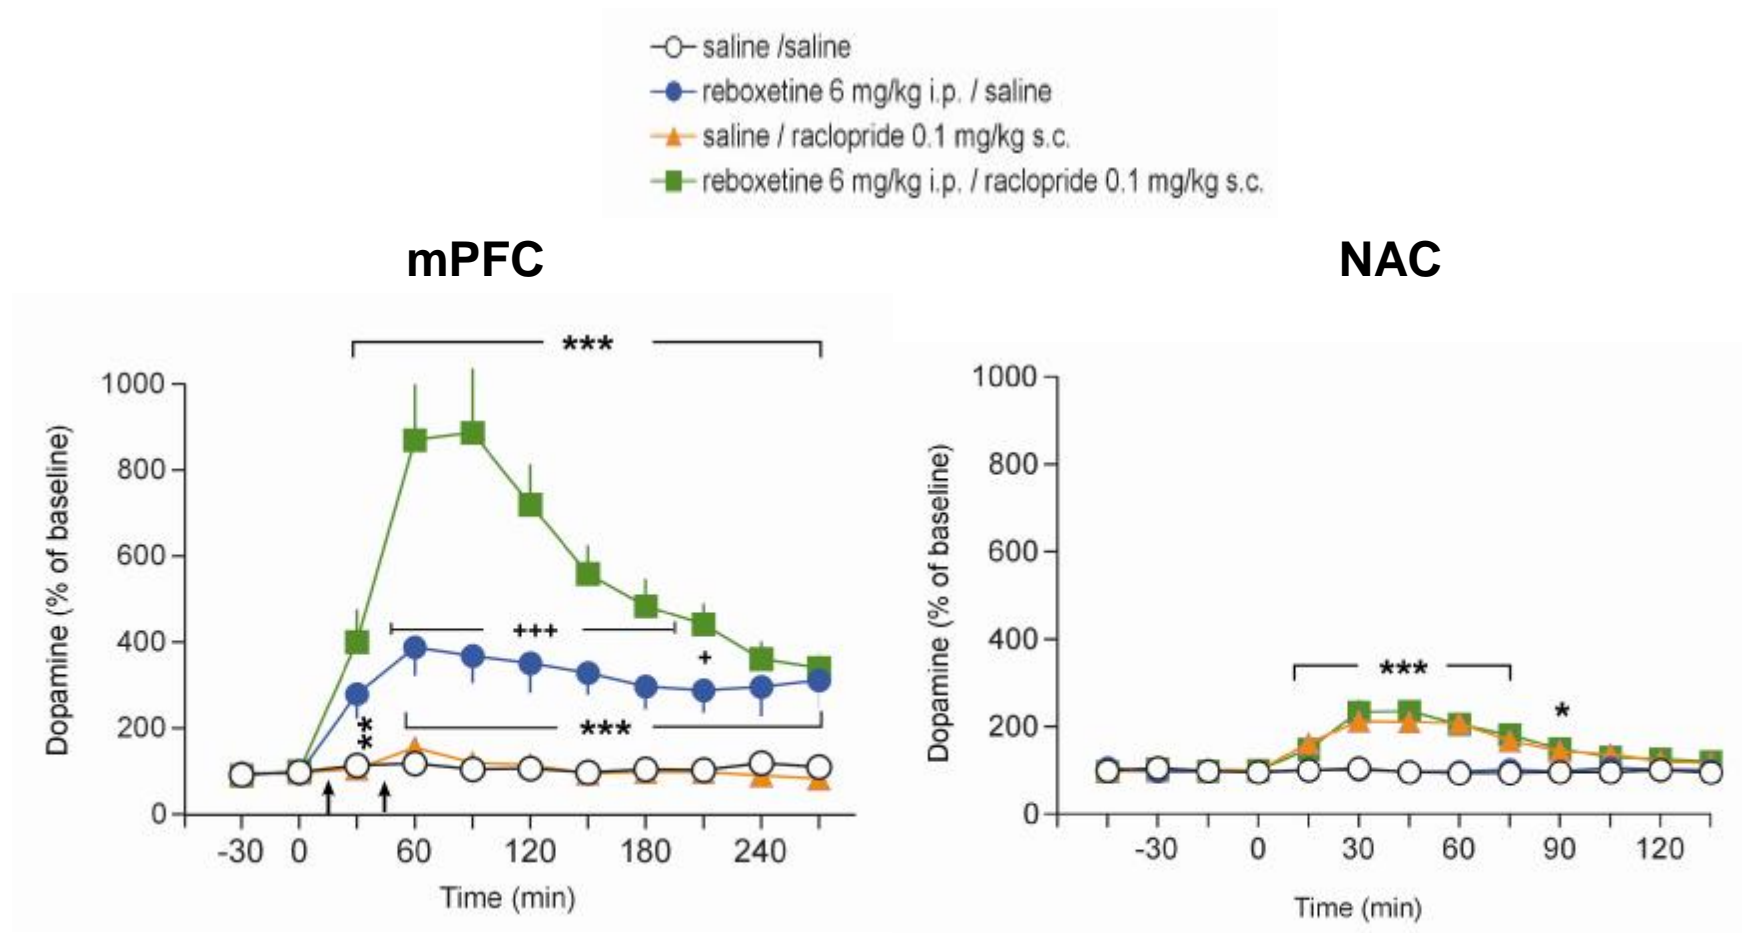 saline /saline
reboxetine 6 mg/kg i.p. / saline
saline / raclopride 0.1 mg/kg s.c.
reboxetine 6 mg/kg i.p. / raclopride 0.1 mg/kg s.c.
mPFC
***
1000
800
600
400
200
0
Dopamine (% of baseline)
+++
+
**
***
-30 0 60 120 180 240
Time (min)
NAC
1000
800
600
400
200
0
Dopamine (% of baseline)
***
*
-30 0 30 60 90 120
Time (min)